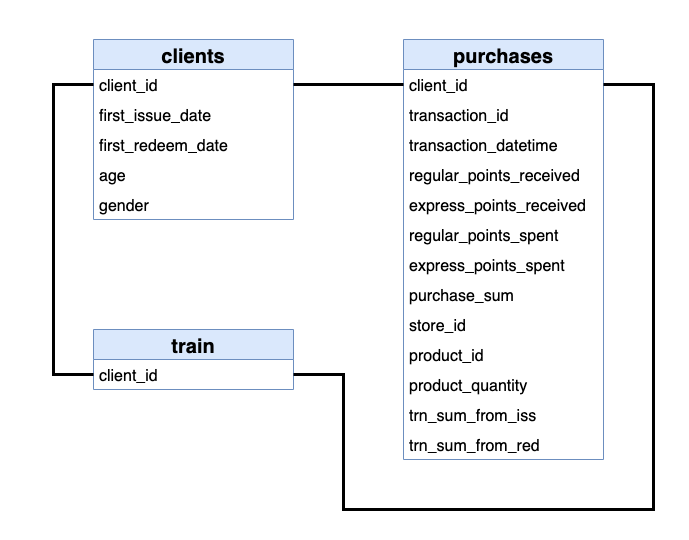 clients
client_id
first_issue_date
first_redeem_date
age
gender
purchases
client_id
transaction_id
transaction_datetime
regular_points_received
express_points_received
regular_points_spent
express_points_spent
purchase_sum
store_id
product_id
product_quantity
trn_sum_from_iss
trn_sum_from_red
train
client_id